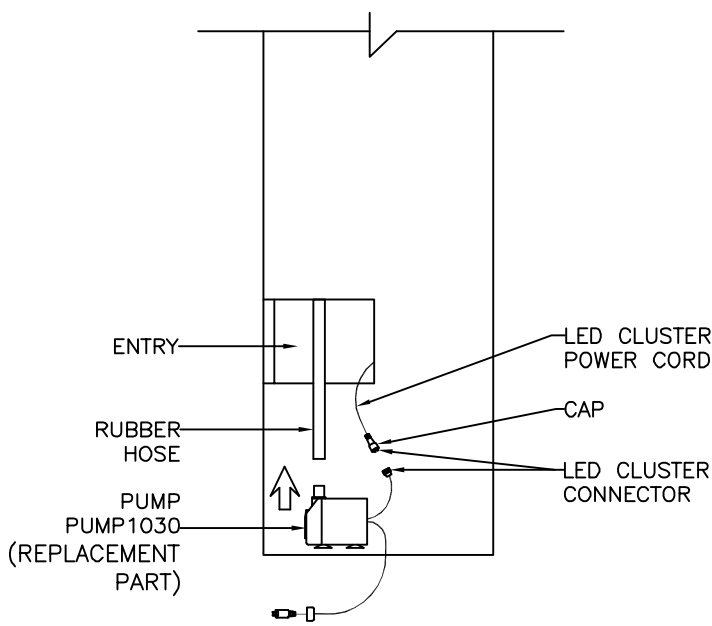 ENTRY
RUBBER
HOSE
PUMP
PUMP1030
(REPLACEMENT
PART)
LED CLUSTER
POWER CORD
CAP
LED CLUSTER
CONNECTOR